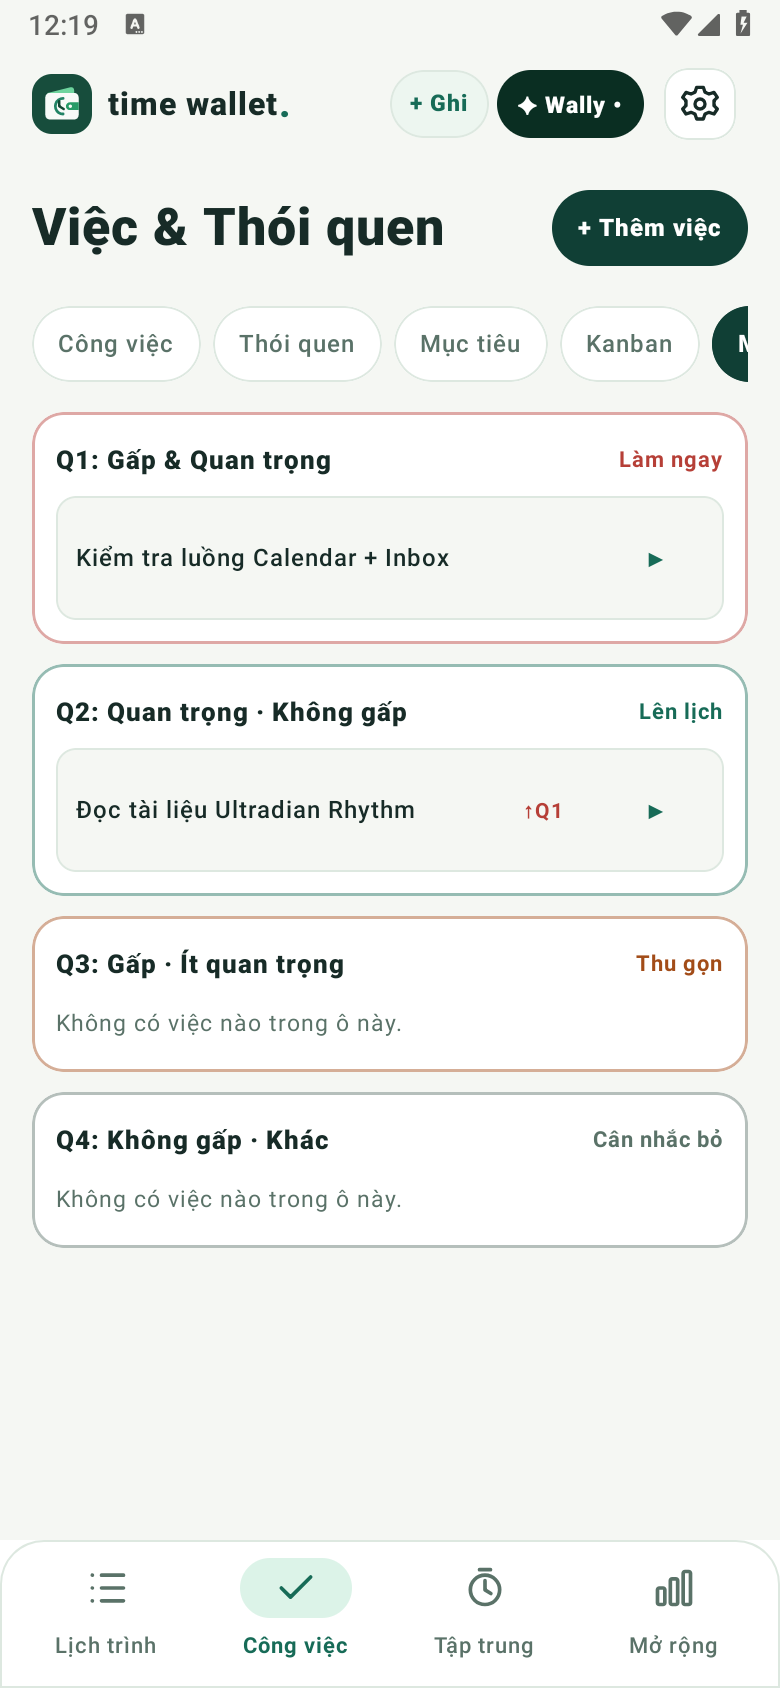 12:19
time wallet.
+ Ghi
✦ Wally •
Việc & Thói quen
+ Thêm việc
Công việc
Thói quen
Mục tiêu
Kanban
Q1: Gấp & Quan trọng
Làm ngay
Kiểm tra luồng Calendar + Inbox
▶
Q2: Quan trọng · Không gấp
Lên lịch
Đọc tài liệu Ultradian Rhythm
↑Q1
▶
Q3: Gấp · Ít quan trọng
Thu gọn
Không có việc nào trong ô này.
Q4: Không gấp · Khác
Cân nhắc bỏ
Không có việc nào trong ô này.
Lịch trình
Công việc
Tập trung
Mở rộng